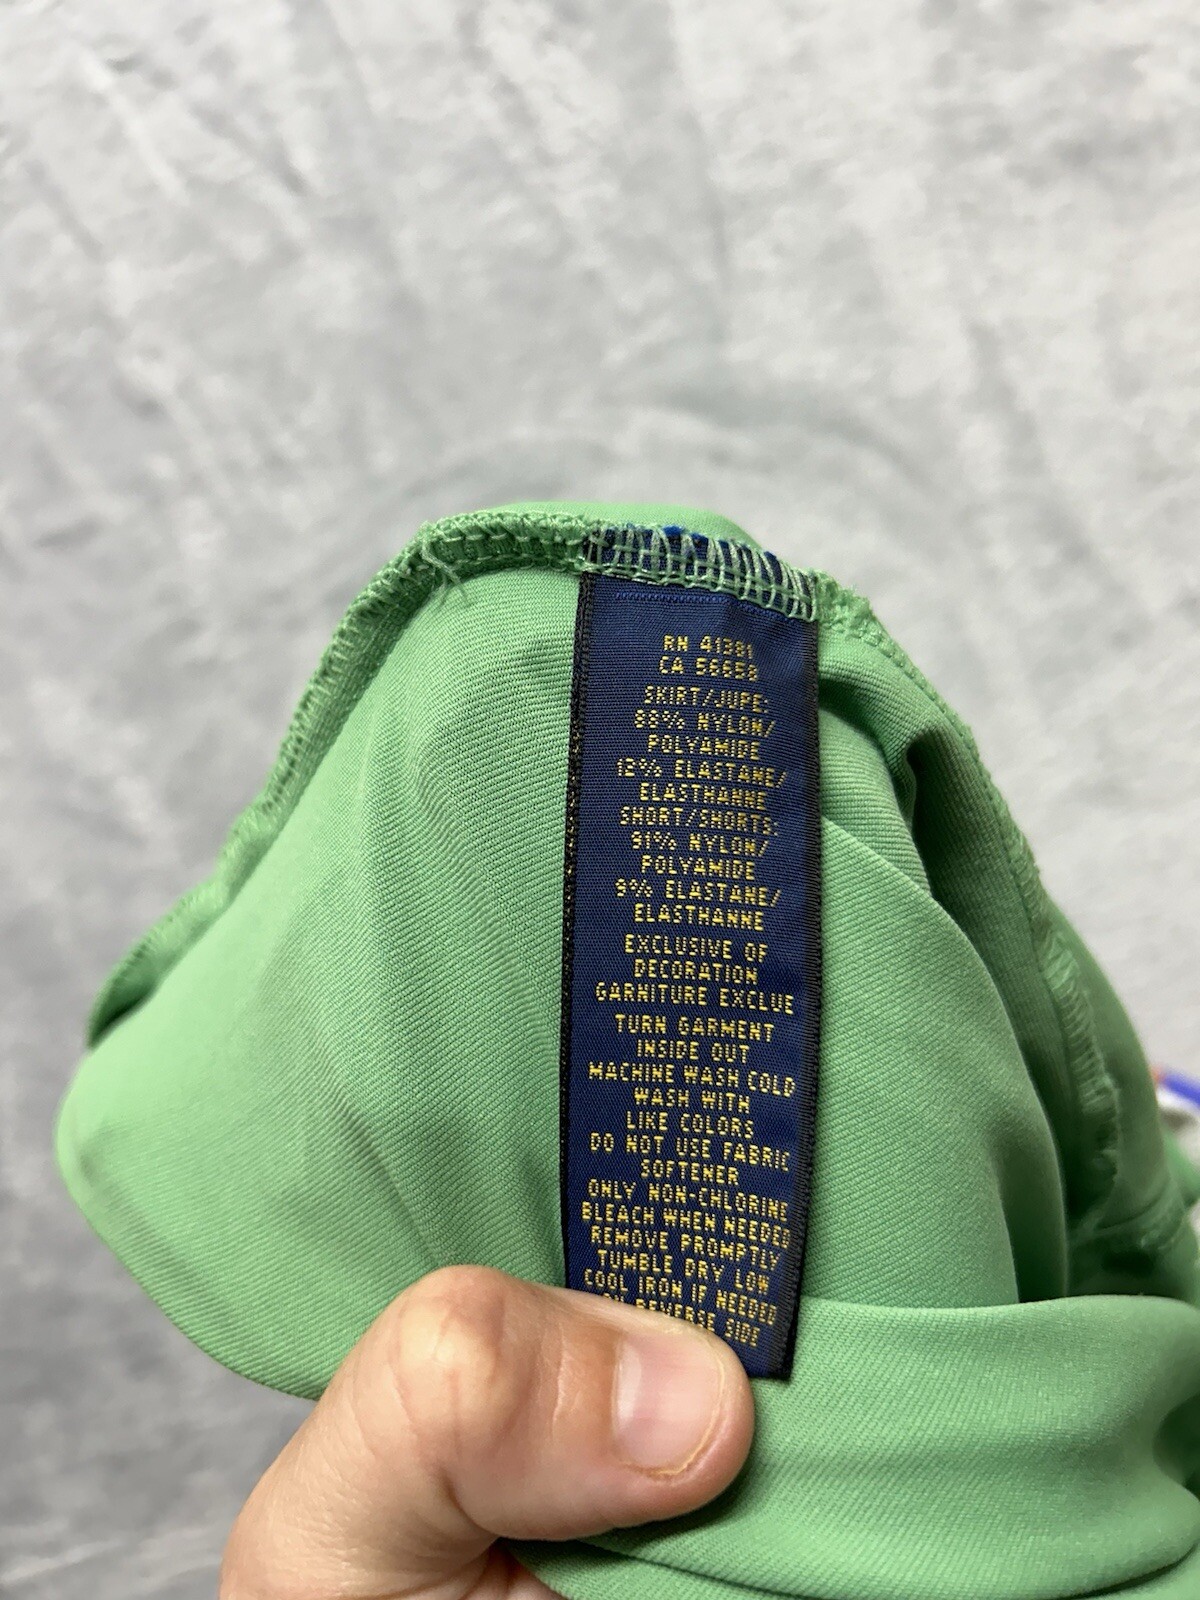 RN 41381
CA 56658
SKIRT/JUPE:
88% NYLON/
POLYAMIDE
12% ELASTANE/
ELASTHANNE
SHORT/SHORTS:
91% NYLON/
POLYAMIDE
9% ELASTANE/
ELASTHANNE
EXCLUSIVE OF
DECORATION
GARNITURE EXCLUE
TURN GARMENT
INSIDE OUT
MACHINE WASH COLD
WASH WITH
LIKE COLORS
DO NOT USE FABRIC
SOFTENER
ONLY NON-CHLORINE
BLEACH WHEN NEEDED
REMOVE PROMPTLY
TUMBLE DRY LOW
COOL IRON IF NEEDED
ON REVERSE SIDE